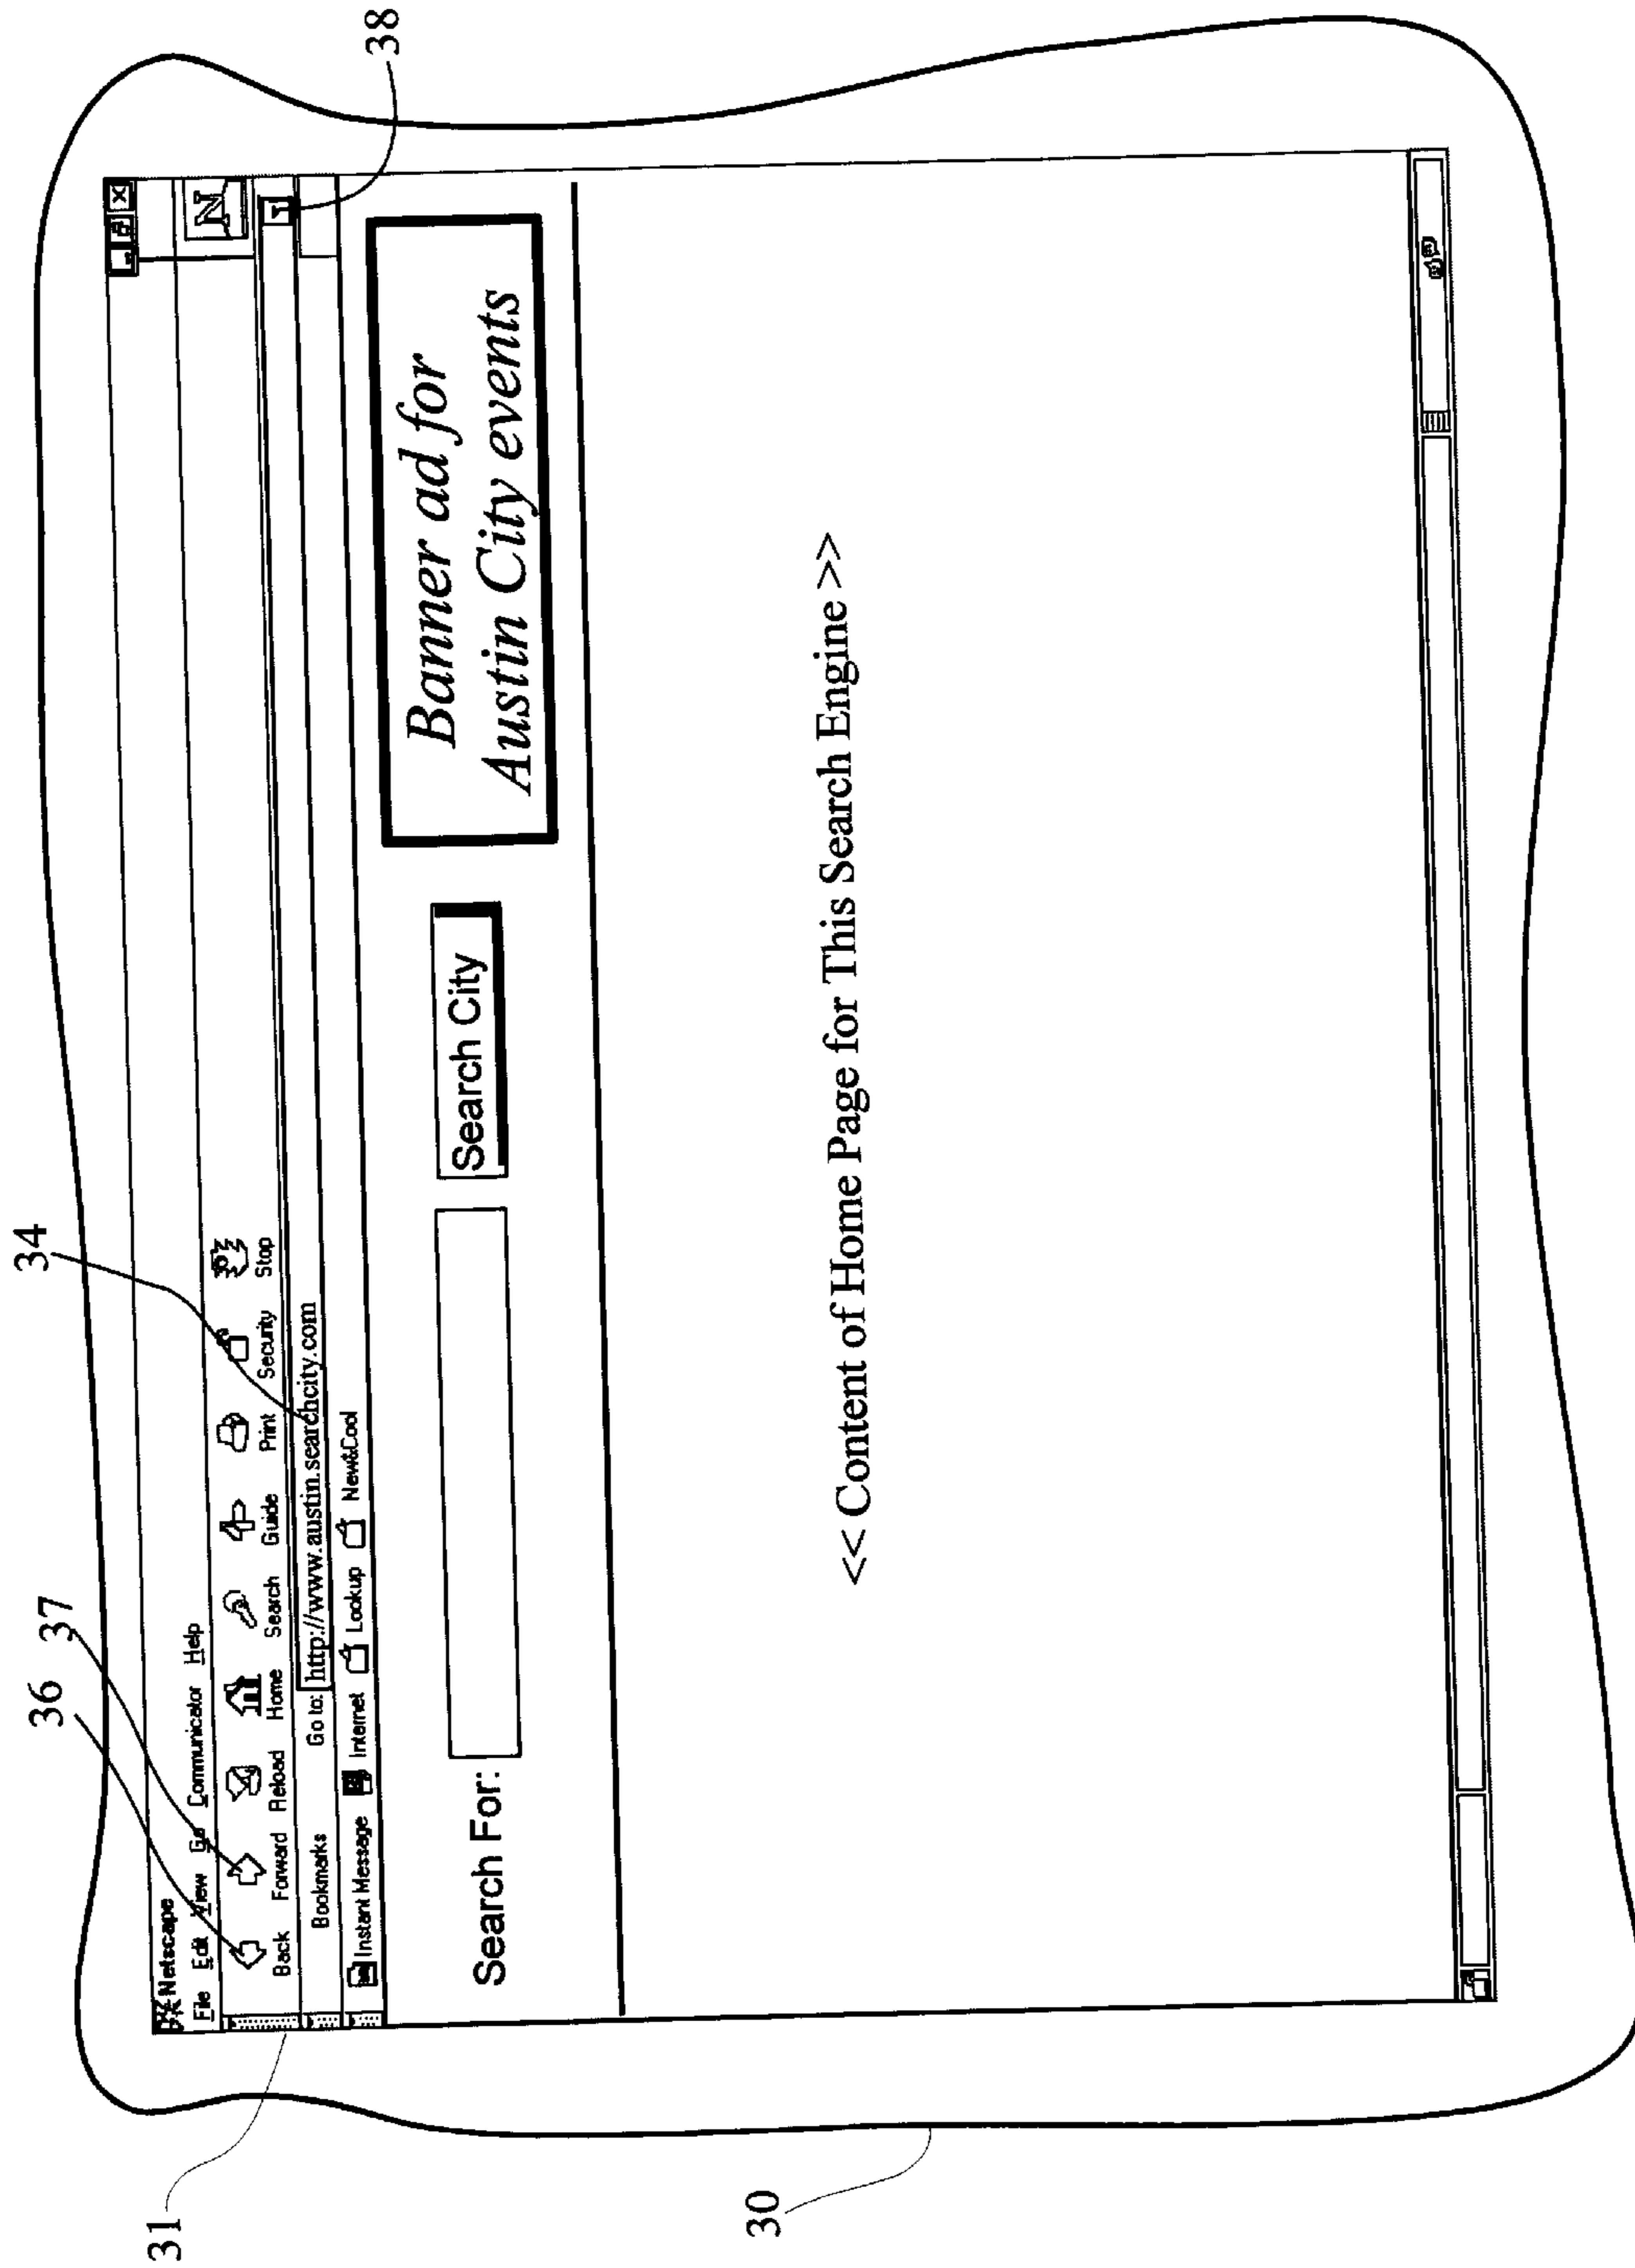 Netscape
File Edit View Go Communicator Help
Back Forward Reload Home Search Guide Print Security Stop
N
Bookmarks Go to: http://www.austin.searchcity.com
Instant Message Internet Lookup New&Cool
Search For: Search City
Banner ad for
Austin City events
<< Content of Home Page for This Search Engine >>
36
37
34
38
31
30